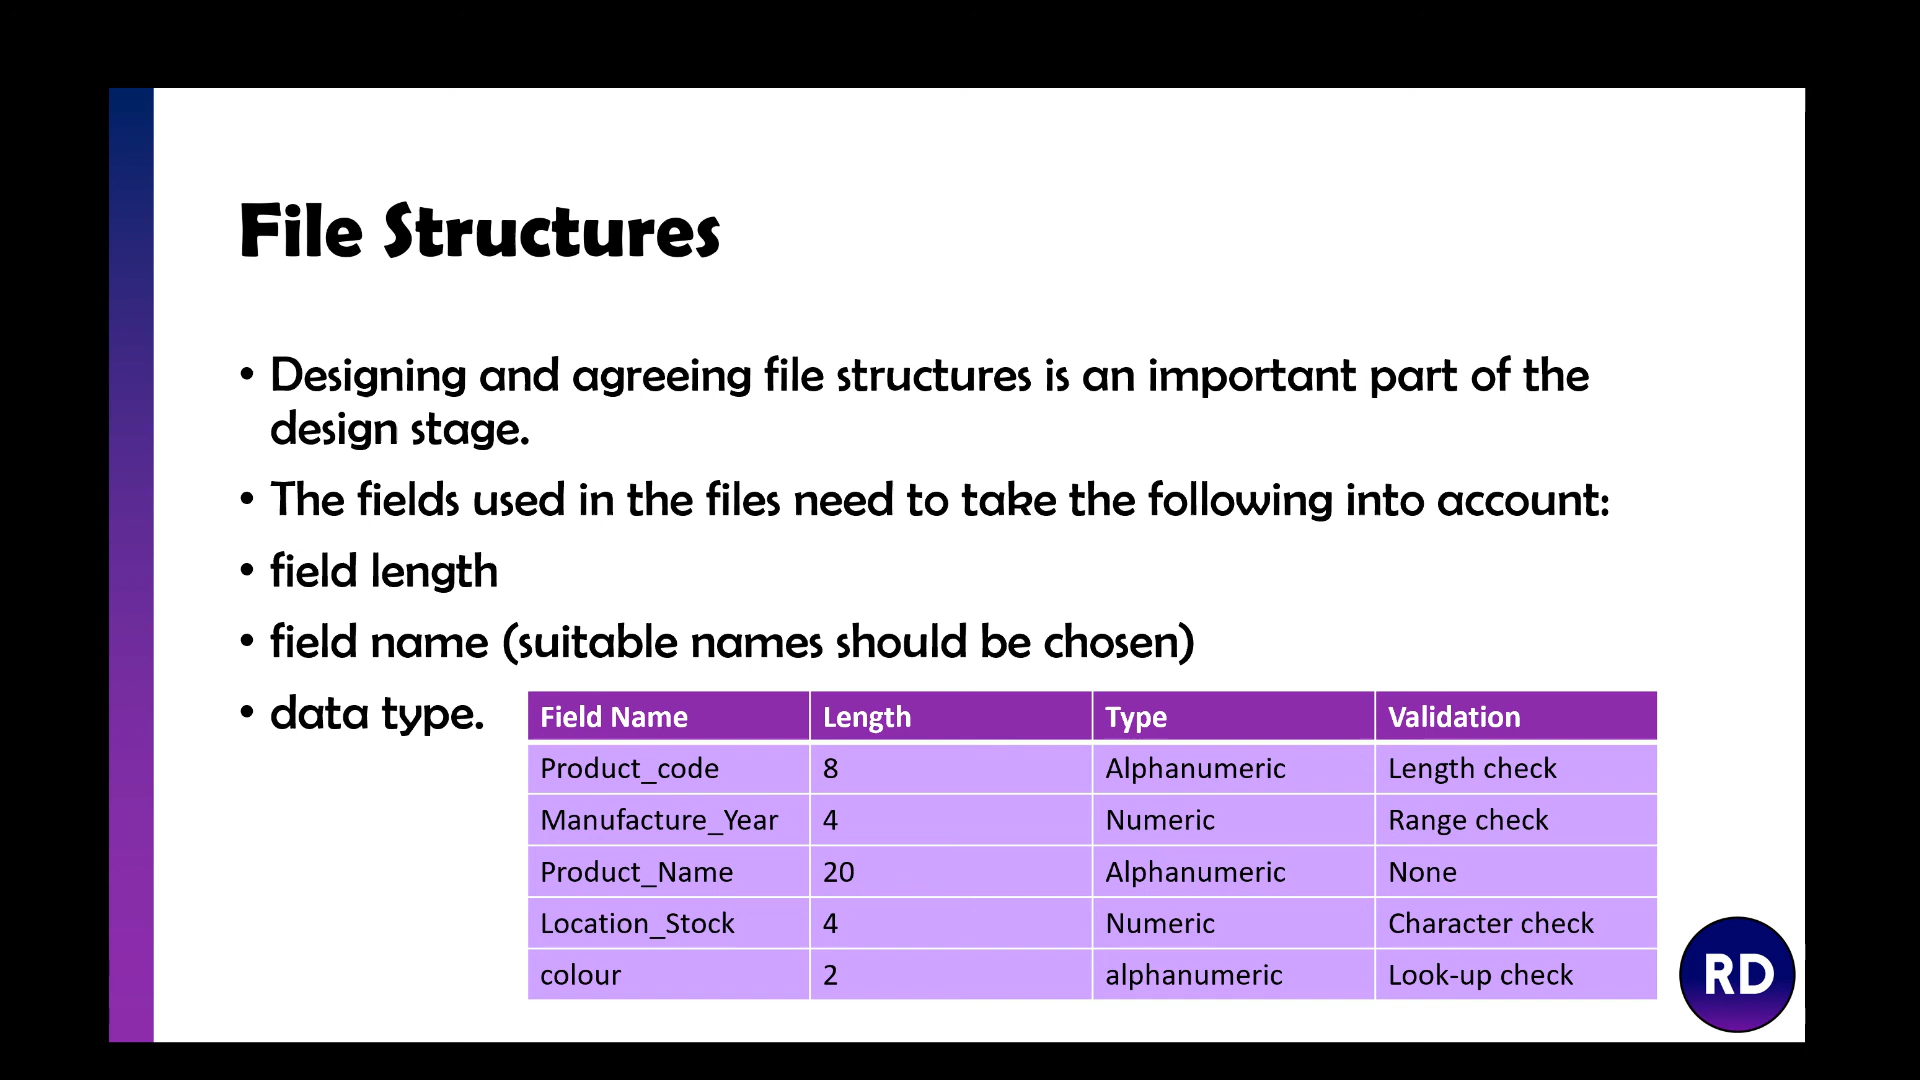 File Structures
• Designing and agreeing file structures is an important part of the
design stage.
• The fields used in the files need to take the following into account:
• field length
• field name (suitable names should be chosen)
• data type.
Field Name Length Type Validation
Product_code 8 Alphanumeric Length check
Manufacture_Year 4 Numeric Range check
Product_Name 20 Alphanumeric None
Location_Stock 4 Numeric Character check
colour 2 alphanumeric Look-up check
RD